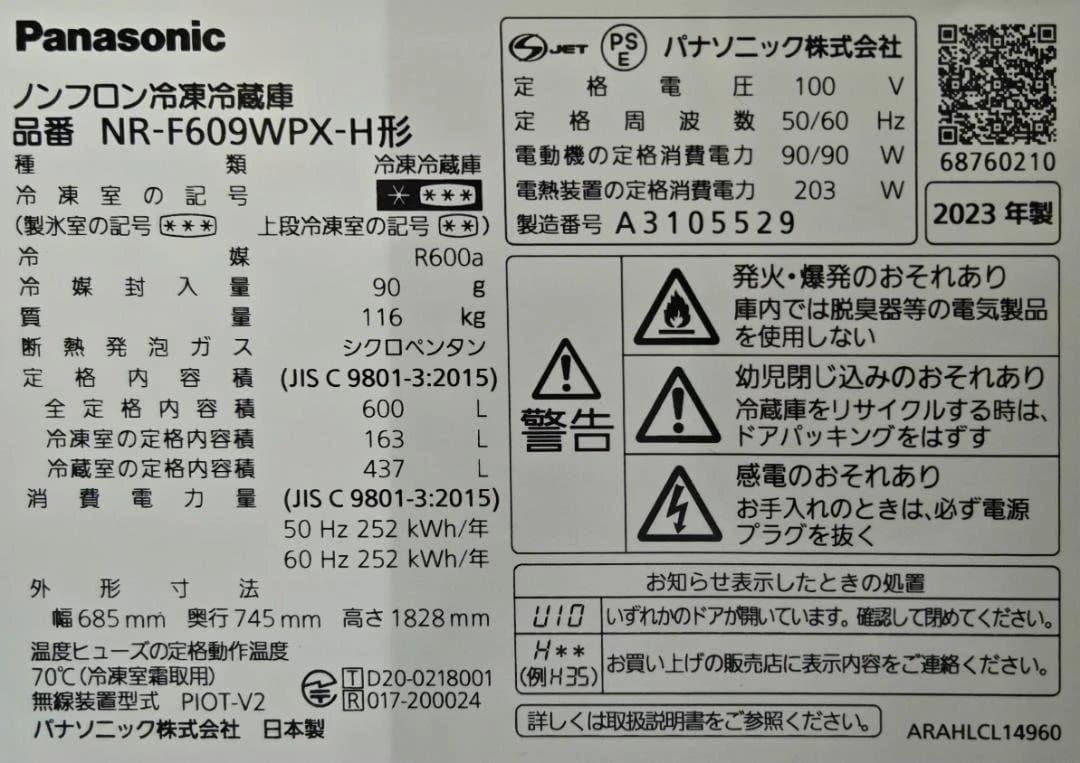 Panasonic
ノンフロン冷凍冷蔵庫
品番 NR-F609WPX-H形
種類 冷凍冷蔵庫
冷凍室の記号 * ***
(製氷室の記号 *** 上段冷凍室の記号 **)
冷媒 R600a
冷媒封入量 90 g
質量 116 kg
断熱発泡ガス シクロペンタン
定格内容積 (JIS C 9801-3:2015)
全定格内容積 600 L
冷凍室の定格内容積 163 L
冷蔵室の定格内容積 437 L
消費電力量 (JIS C 9801-3:2015)
50 Hz 252 kWh/年
60 Hz 252 kWh/年
外形寸法
幅 685 mm 奥行 745 mm 高さ 1828 mm
温度ヒューズの定格動作温度
70℃(冷凍室霜取用)
無線装置型式 PIOT-V2
T D20-0218001
R 017-200024
パナソニック株式会社 日本製
S JET PS E パナソニック株式会社
定格電圧 100 V
定格周波数 50/60 Hz
電動機の定格消費電力 90/90 W
電熱装置の定格消費電力 203 W
製造番号 A3105529
68760210
2023 年製
警告
発火・爆発のおそれあり
庫内では脱臭器等の電気製品
を使用しない
幼児閉じ込みのおそれあり
冷蔵庫をリサイクルする時は、
ドアパッキングをはずす
感電のおそれあり
お手入れのときは、必ず電源
プラグを抜く
お知らせ表示したときの処置
U10 いずれかのドアが開いています。確認して閉めてください。
H**
(例H35) お買い上げの販売店に表示内容をご連絡ください。
詳しくは取扱説明書をご参照ください。
ARAHLCL14960